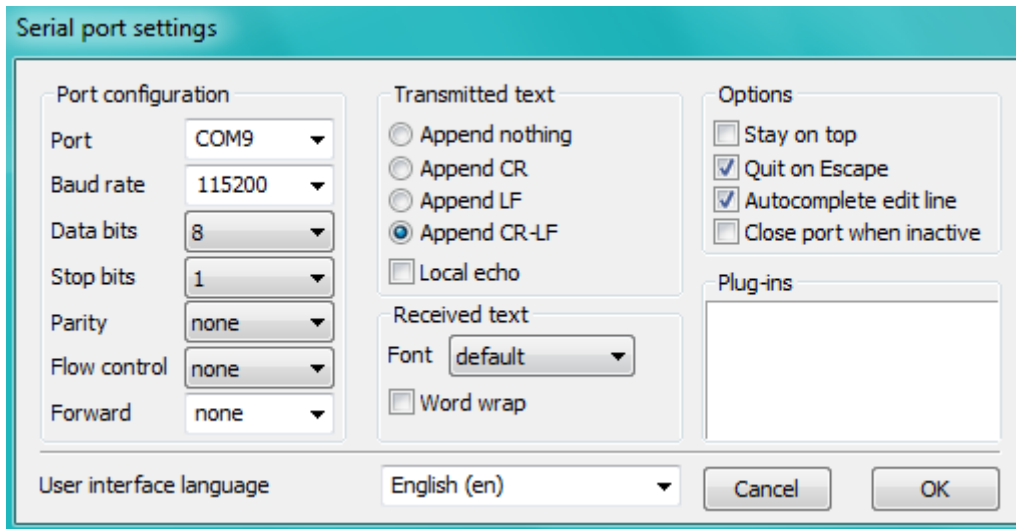 Serial port settings
Port configuration
Port COM9
Baud rate 115200
Data bits 8
Stop bits 1
Parity none
Flow control none
Forward none
Transmitted text
Append nothing
Append CR
Append LF
Append CR-LF
Local echo
Received text
Font default
Word wrap
Options
Stay on top
Quit on Escape
Autocomplete edit line
Close port when inactive
Plug-ins
User interface language English (en)
Cancel OK